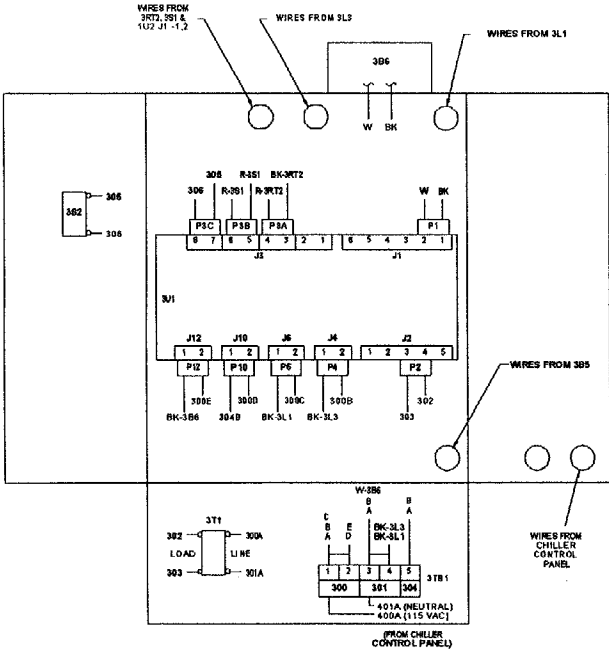 WIRES FROM
3RT2, 3S1 &
1U2 J1 -1,2
WIRES FROM 3L3
WIRES FROM 3L1
3B6
W BK
305
R-3S1 BK-3RT2
306 R-3S1 R-3RT2
W BK
P3C P3B P3A
P1
8 7 6 5 4 3 2 1
6 5 4 3 2 1
J3
J1
3S2
305
306
3U1
J12 J10 J6 J4 J2
1 2 1 2 1 2 1 2 1 2 3 4 5
P12 P10 P6 P4 P2
300E 300D 300C 300B 302
BK-3B6 304B BK-3L1 BK-3L3 303
WIRES FROM 3B5
WIRES FROM
CHILLER
CONTROL
PANEL
3T1
302 300A
LOAD LINE
303 301A
W-3B6
C
B E B BK-3L3 B
A D A BK-3L1 A
1 2 3 4 5
300 301 304
3TB1
401A (NEUTRAL)
400A (115 VAC)
(FROM CHILLER
CONTROL PANEL)